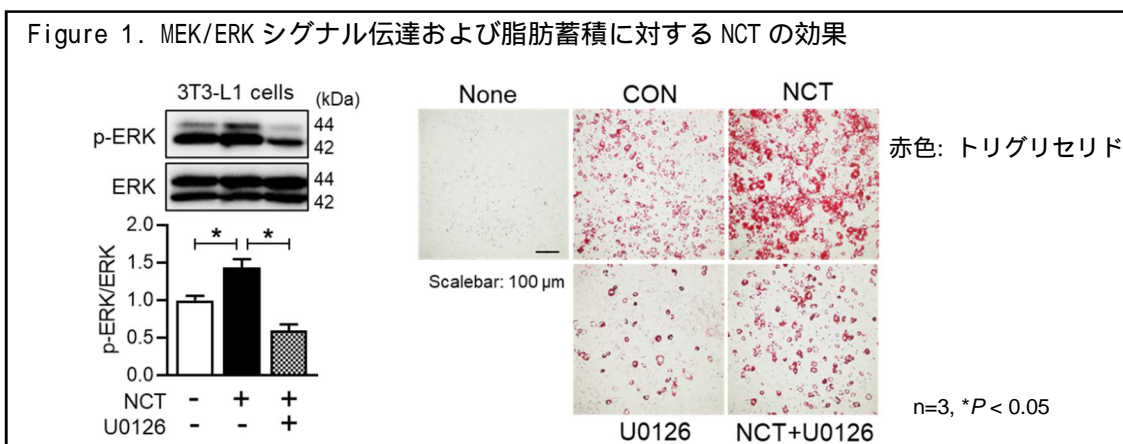 Figure 1. MEK/ERK シグナル伝達および脂肪蓄積に対する NCT の効果
3T3-L1 cells
(kDa)
p-ERK
44
42
ERK
44
42
p-ERK/ERK
2.0
1.5
1.0
0.5
0.0
* *
NCT - + +
U0126 - - +
None CON NCT
赤色: トリグリセリド
Scalebar: 100 µm
U0126 NCT+U0126
n=3, *P < 0.05